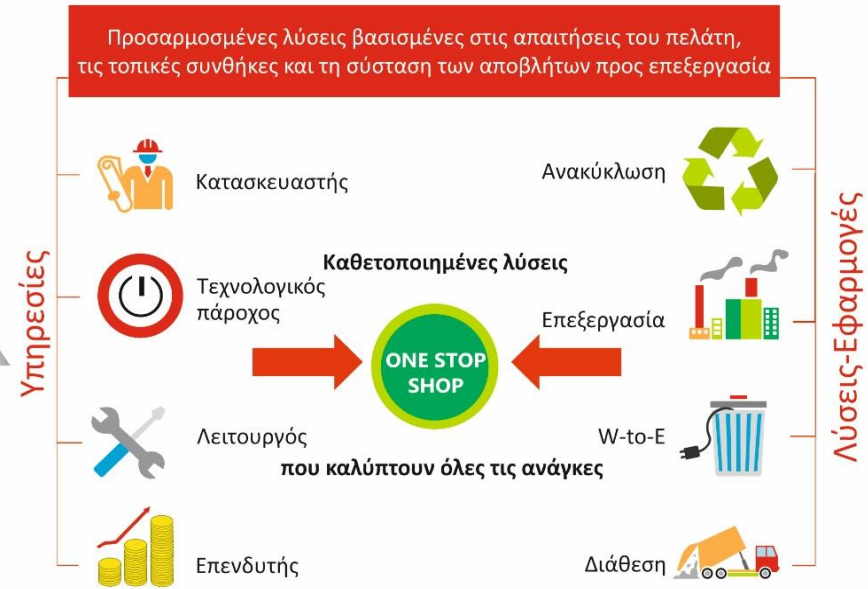 Προσαρμοσμένες λύσεις βασισμένες στις απαιτήσεις του πελάτη,
τις τοπικές συνθήκες και τη σύσταση των αποβλήτων προς επεξεργασία
Υπηρεσίες
Κατασκευαστής
Τεχνολογικός
πάροχος
Λειτουργός
Επενδυτής
Καθετοποιημένες λύσεις
ONE STOP
SHOP
που καλύπτουν όλες τις ανάγκες
Ανακύκλωση
Επεξεργασία
W-to-E
Διάθεση
Λύσεις-Εφαρμογές